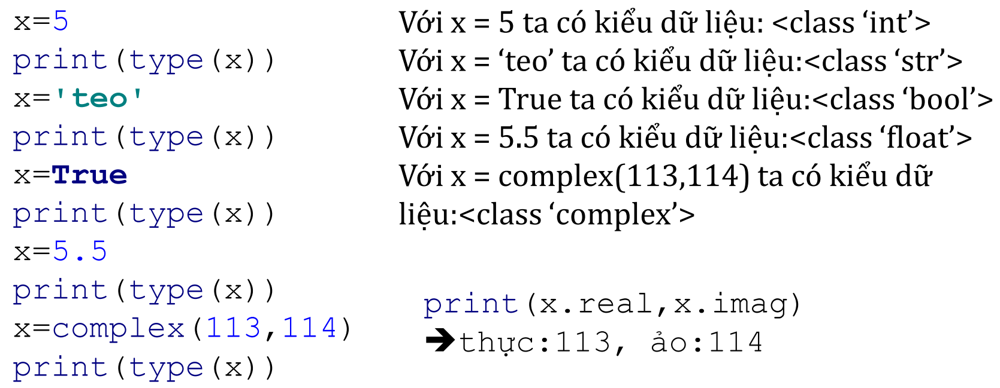 x=5
print(type(x))
x='teo'
print(type(x))
x=True
print(type(x))
x=5.5
print(type(x))
x=complex(113,114)
print(type(x))
Với x = 5 ta có kiểu dữ liệu: <class ‘int’>
Với x = ‘teo’ ta có kiểu dữ liệu:<class ‘str’>
Với x = True ta có kiểu dữ liệu:<class ‘bool’>
Với x = 5.5 ta có kiểu dữ liệu:<class ‘float’>
Với x = complex(113,114) ta có kiểu dữ
liệu:<class ‘complex’>
print(x.real,x.imag)
➔thực:113, ảo:114